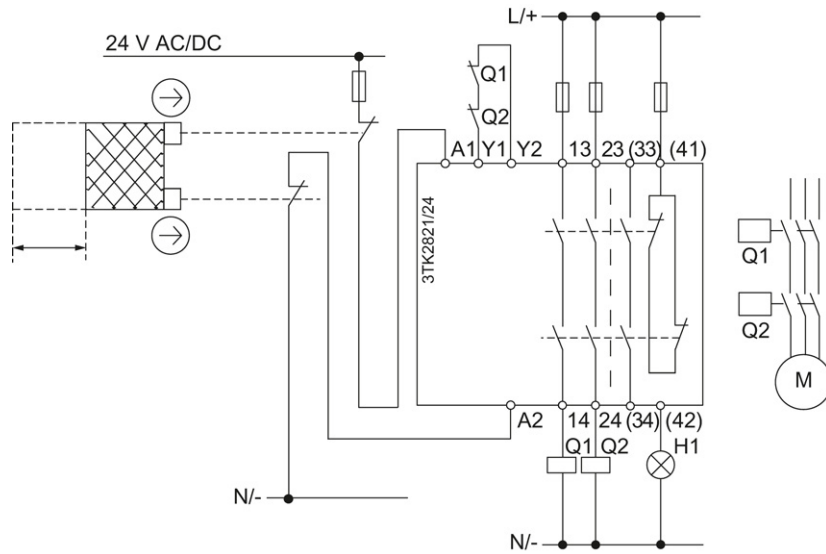 L/+
24 V AC/DC
Q1
Q2
A1 Y1 Y2 13 23 (33) (41)
3TK2821/24
Q1
Q2
M
A2 14 24 (34) (42)
Q1 Q2 H1
N/-
N/-